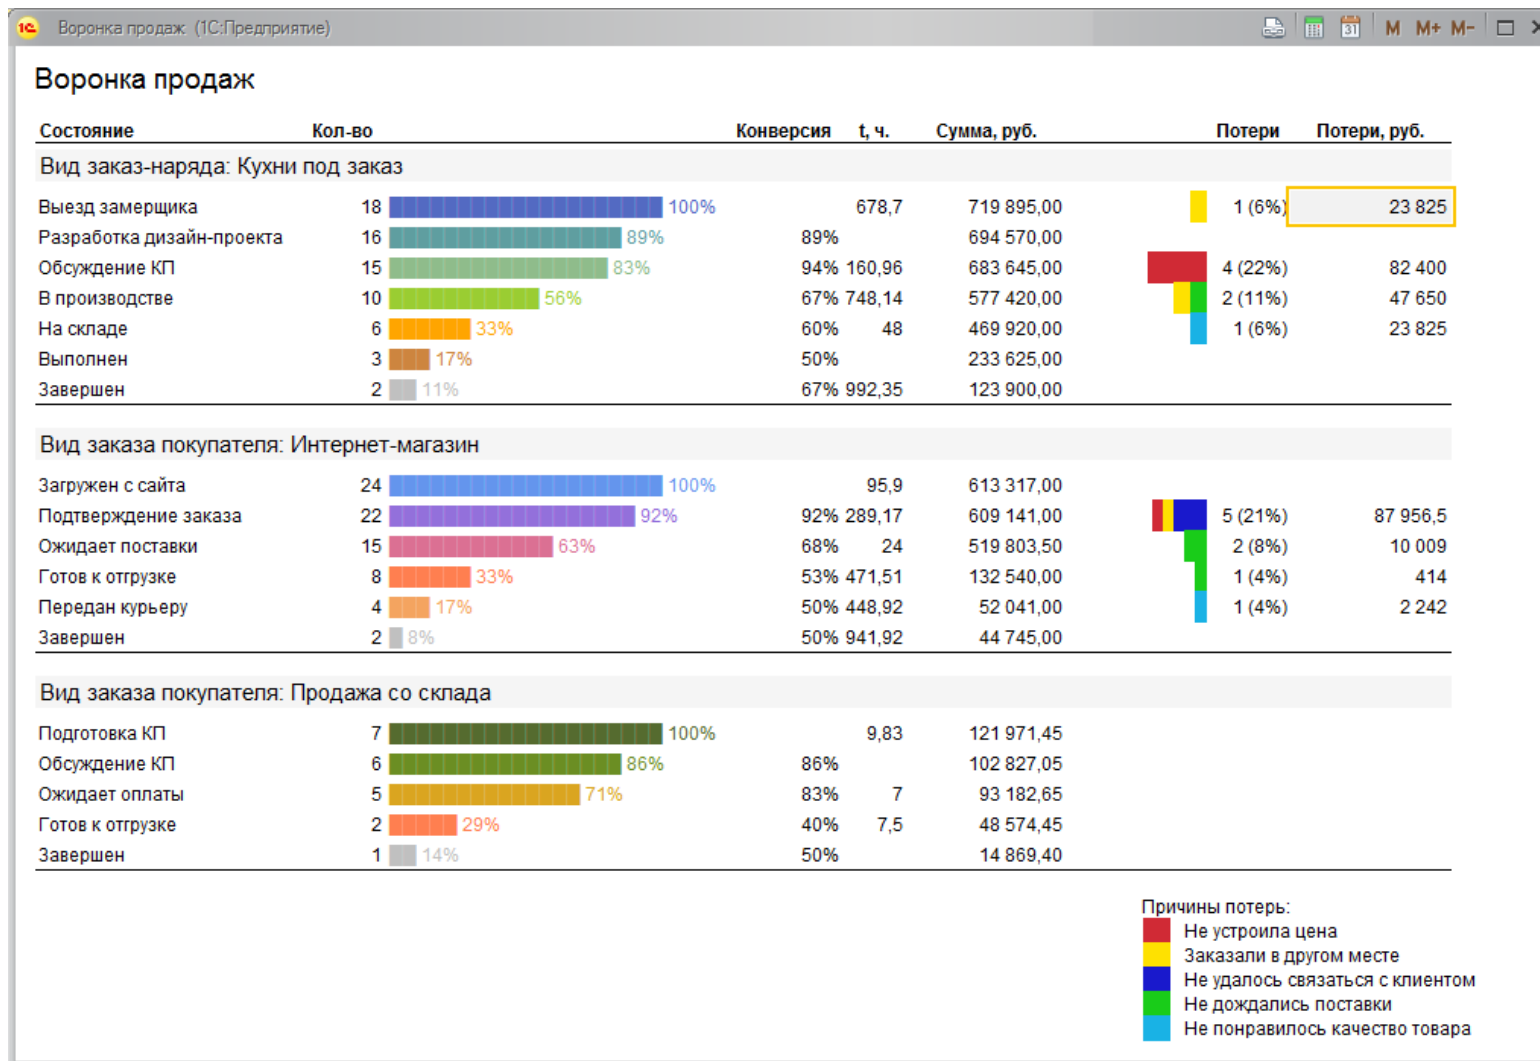 1С Воронка продаж (1С:Предприятие) 31 M M+ M-
Воронка продаж
Состояние Кол-во Конверсия t, ч. Сумма, руб. Потери Потери, руб.
Вид заказ-наряда: Кухни под заказ
Выезд замерщика 18 100% 678,7 719 895,00 1 (6%) 23 825
Разработка дизайн-проекта 16 89% 89% 694 570,00
Обсуждение КП 15 83% 94% 160,96 683 645,00 4 (22%) 82 400
В производстве 10 56% 67% 748,14 577 420,00 2 (11%) 47 650
На складе 6 33% 60% 48 469 920,00 1 (6%) 23 825
Выполнен 3 17% 50% 233 625,00
Завершен 2 11% 67% 992,35 123 900,00
Вид заказа покупателя: Интернет-магазин
Загружен с сайта 24 100% 95,9 613 317,00
Подтверждение заказа 22 92% 92% 289,17 609 141,00 5 (21%) 87 956,5
Ожидает поставки 15 63% 68% 24 519 803,50 2 (8%) 10 009
Готов к отгрузке 8 33% 53% 471,51 132 540,00 1 (4%) 414
Передан курьеру 4 17% 50% 448,92 52 041,00 1 (4%) 2 242
Завершен 2 8% 50% 941,92 44 745,00
Вид заказа покупателя: Продажа со склада
Подготовка КП 7 100% 9,83 121 971,45
Обсуждение КП 6 86% 86% 102 827,05
Ожидает оплаты 5 71% 83% 7 93 182,65
Готов к отгрузке 2 29% 40% 7,5 48 574,45
Завершен 1 14% 50% 14 869,40
Причины потерь:
Не устроила цена
Заказали в другом месте
Не удалось связаться с клиентом
Не дождались поставки
Не понравилось качество товара